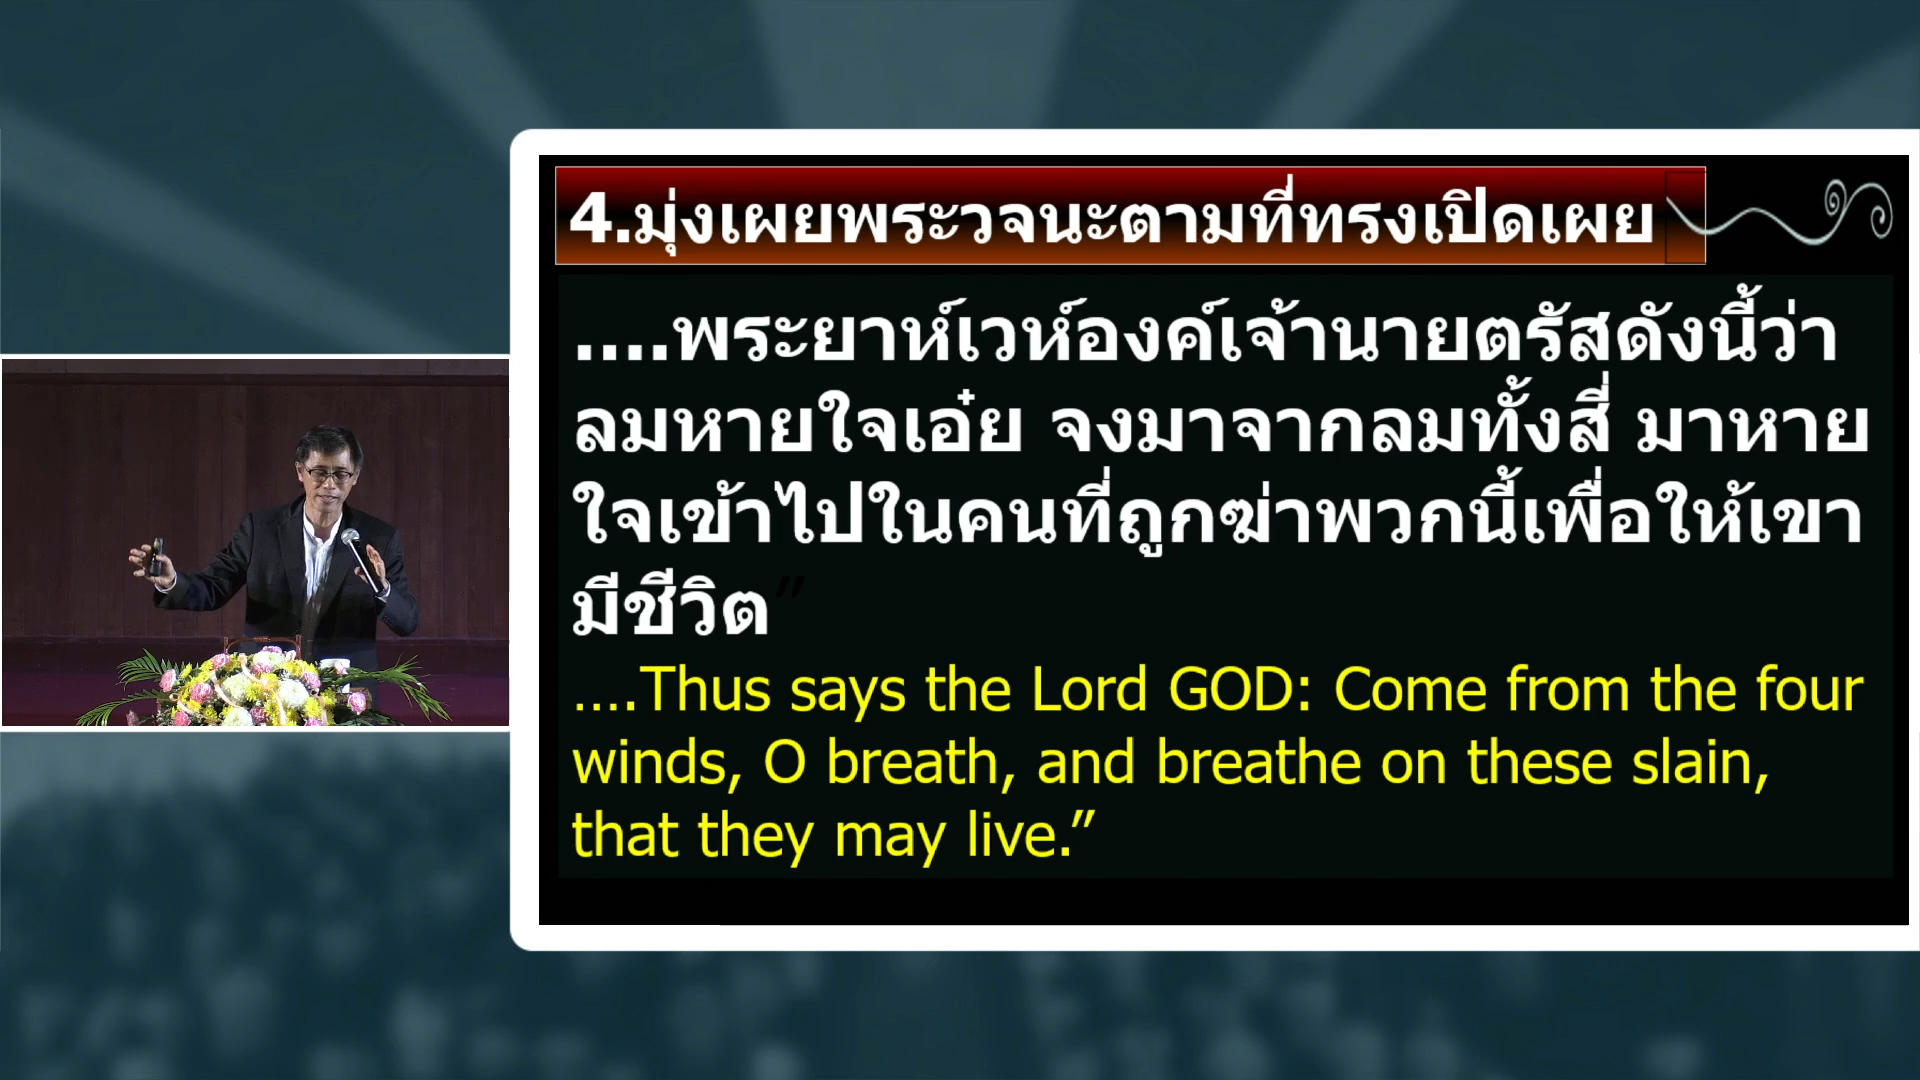 4.มุ่งเผยพระวจนะตามที่ทรงเปิดเผย
....พระยาห์เวห์องค์เจ้านายตรัสดังนี้ว่า
ลมหายใจเอ๋ย จงมาจากลมทั้งสี่ มาหาย
ใจเข้าไปในคนที่ถูกฆ่าพวกนี้เพื่อให้เขา
มีชีวิต”
....Thus says the Lord GOD: Come from the four
winds, O breath, and breathe on these slain,
that they may live.”